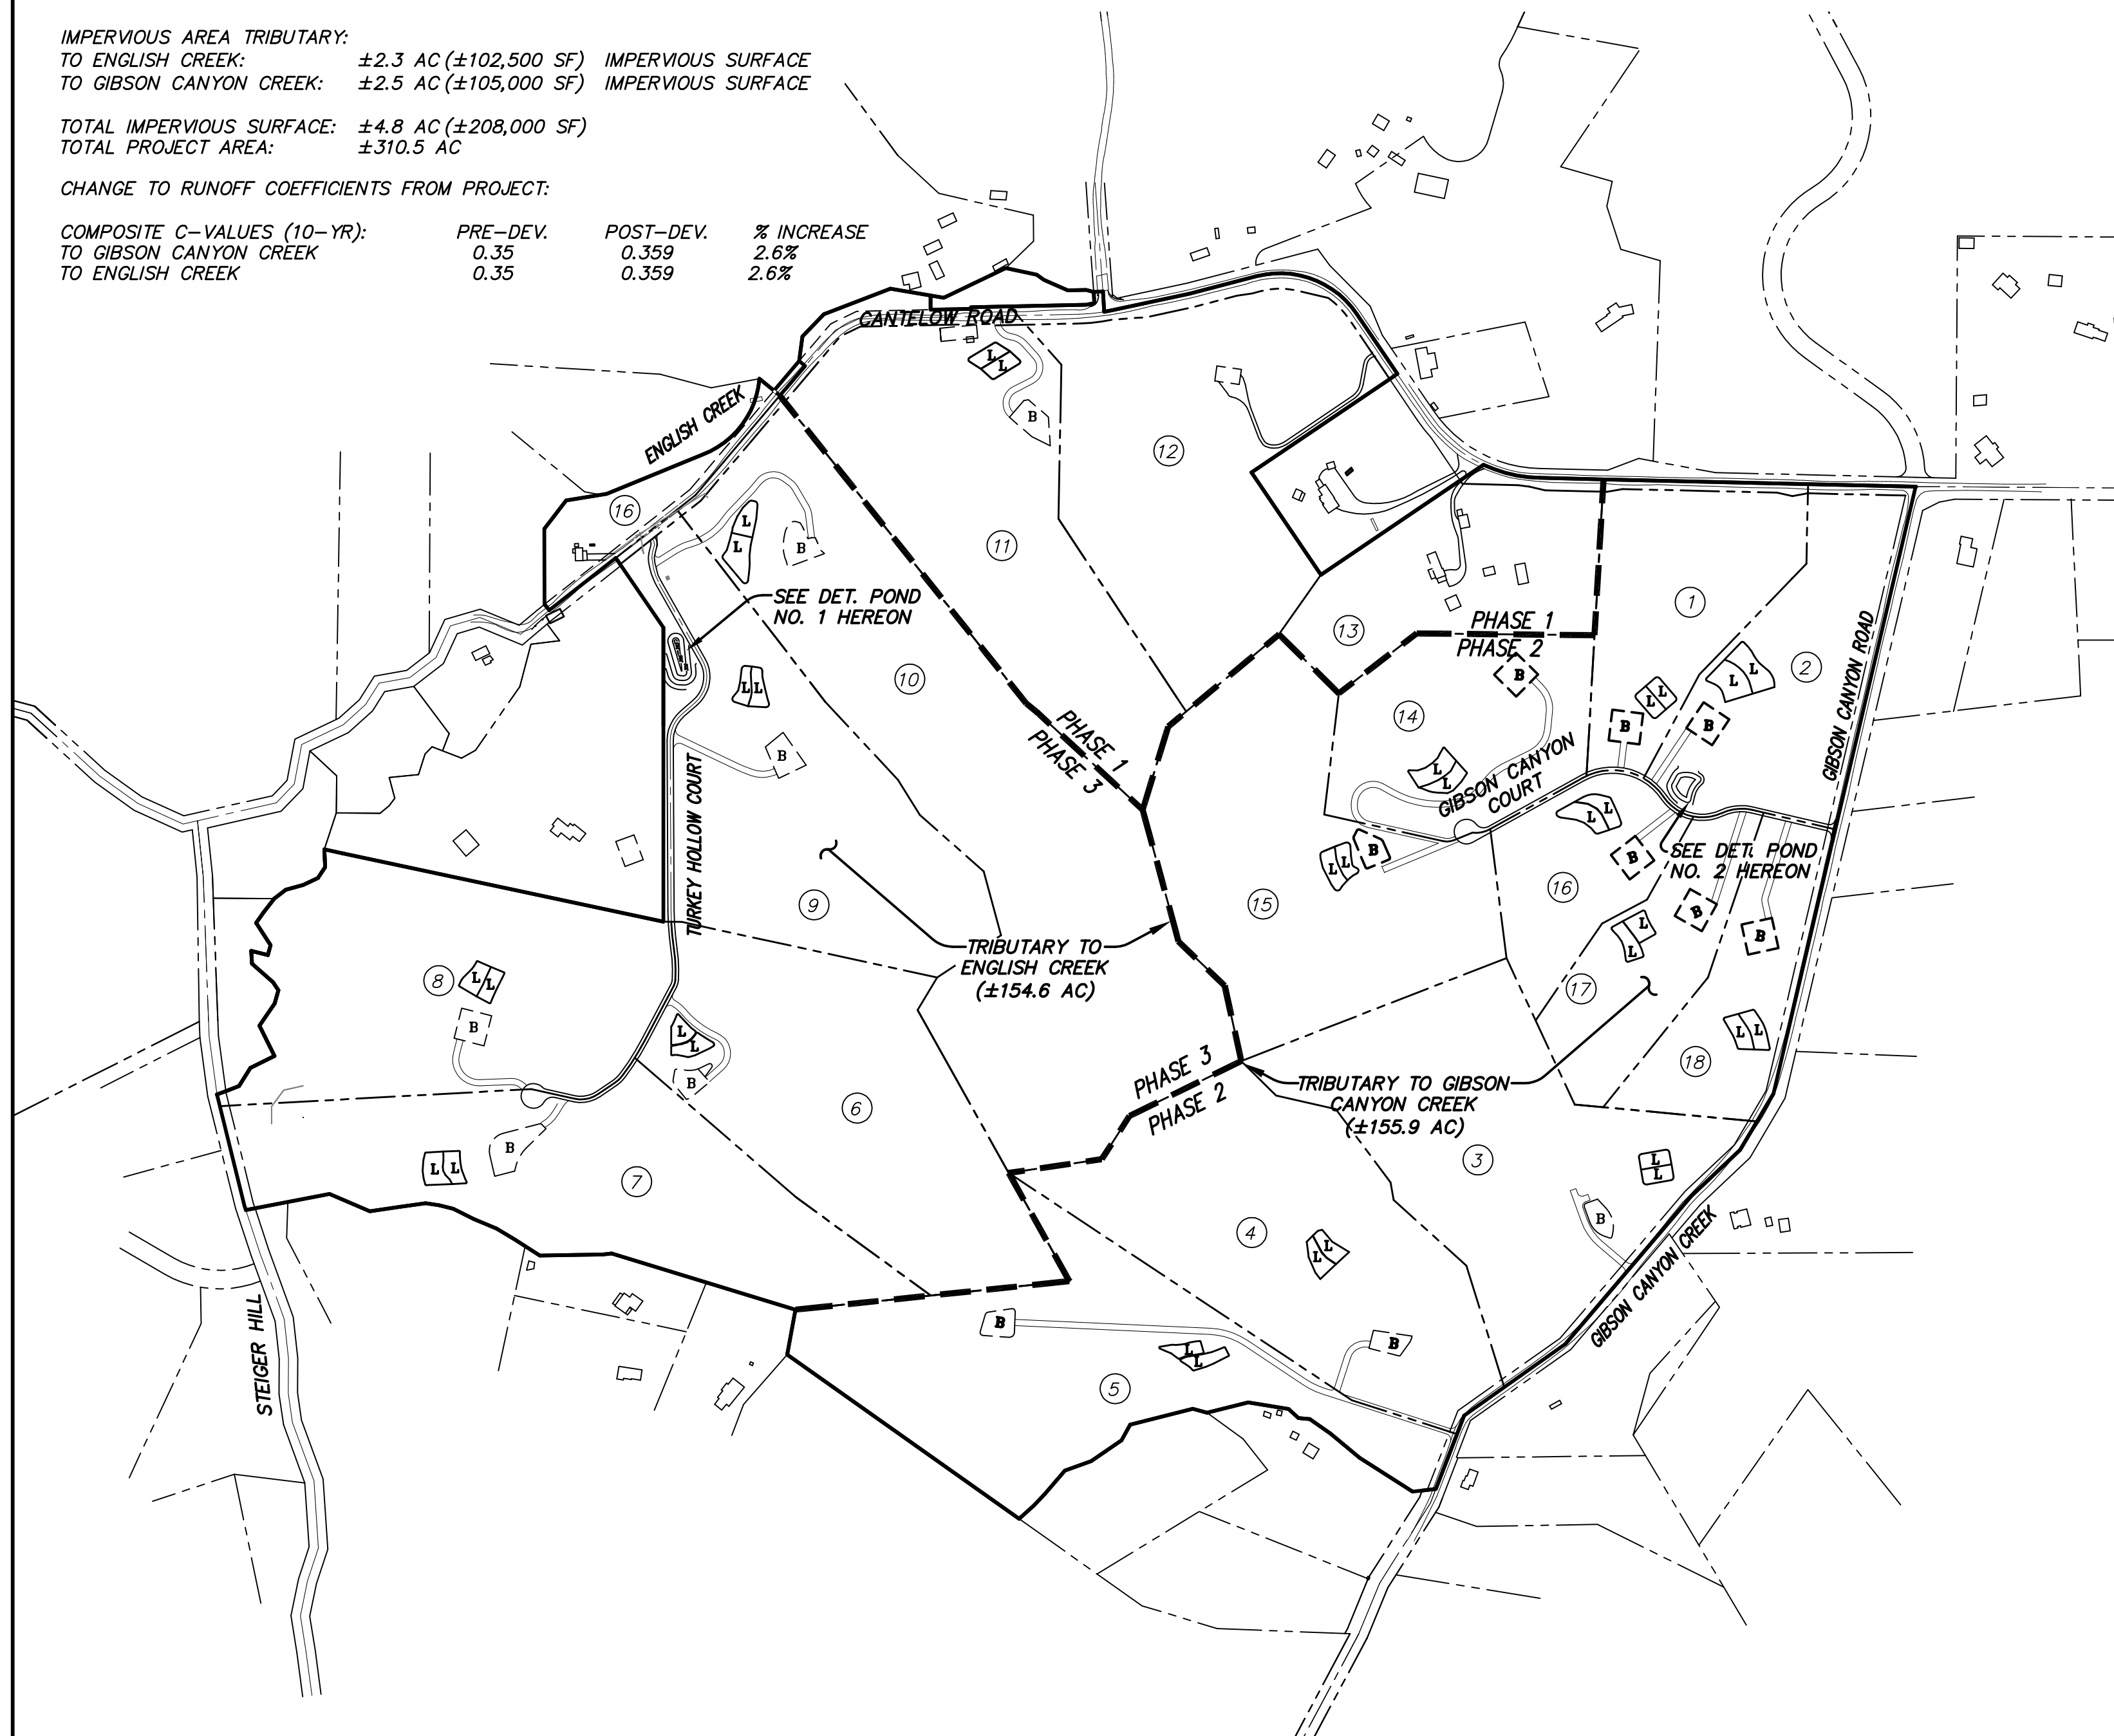 IMPERVIOUS AREA TRIBUTARY:
TO ENGLISH CREEK: ±2.3 AC (±102,500 SF) IMPERVIOUS SURFACE
TO GIBSON CANYON CREEK: ±2.5 AC (±105,000 SF) IMPERVIOUS SURFACE
TOTAL IMPERVIOUS SURFACE: ±4.8 AC (±208,000 SF)
TOTAL PROJECT AREA: ±310.5 AC
CHANGE TO RUNOFF COEFFICIENTS FROM PROJECT:
COMPOSITE C-VALUES (10-YR): PRE-DEV. POST-DEV. % INCREASE
TO GIBSON CANYON CREEK 0.35 0.359 2.6%
TO ENGLISH CREEK 0.35 0.359 2.6%
CANTELOW ROAD
L
L
B
ENGLISH CREEK
12
16
11
L
L
B
SEE DET. POND
NO. 1 HEREON
1
13
PHASE 1
PHASE 2
B
10
L L
B
2
L
L
L
L
B
B
GIBSON CANYON ROAD
14
PHASE 1
PHASE 3
L
L
GIBSON CANYON
COURT
L
L
TURKEY HOLLOW COURT
L
L
B
B
SEE DET. POND
NO. 2 HEREON
9
15
16
B
B
L
L
TRIBUTARY TO
ENGLISH CREEK
(±154.6 AC)
8
L
L
B
17
L
L
B
L L
18
PHASE 3
PHASE 2
TRIBUTARY TO GIBSON
CANYON CREEK
(±155.9 AC)
6
B
L L
7
3
L
L
B
4
L
L
GIBSON CANYON CREEK
STEIGER HILL
B
L
L
B
5